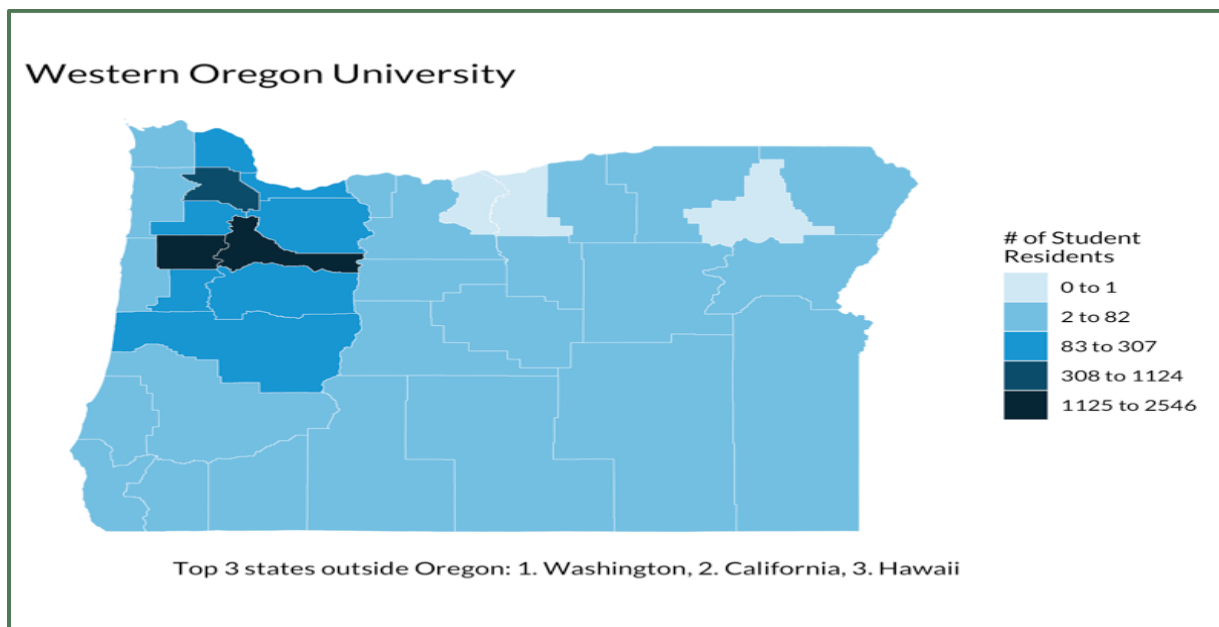 Western Oregon University
# of Student
Residents
0 to 1
2 to 82
83 to 307
308 to 1124
1125 to 2546
Top 3 states outside Oregon: 1. Washington, 2. California, 3. Hawaii